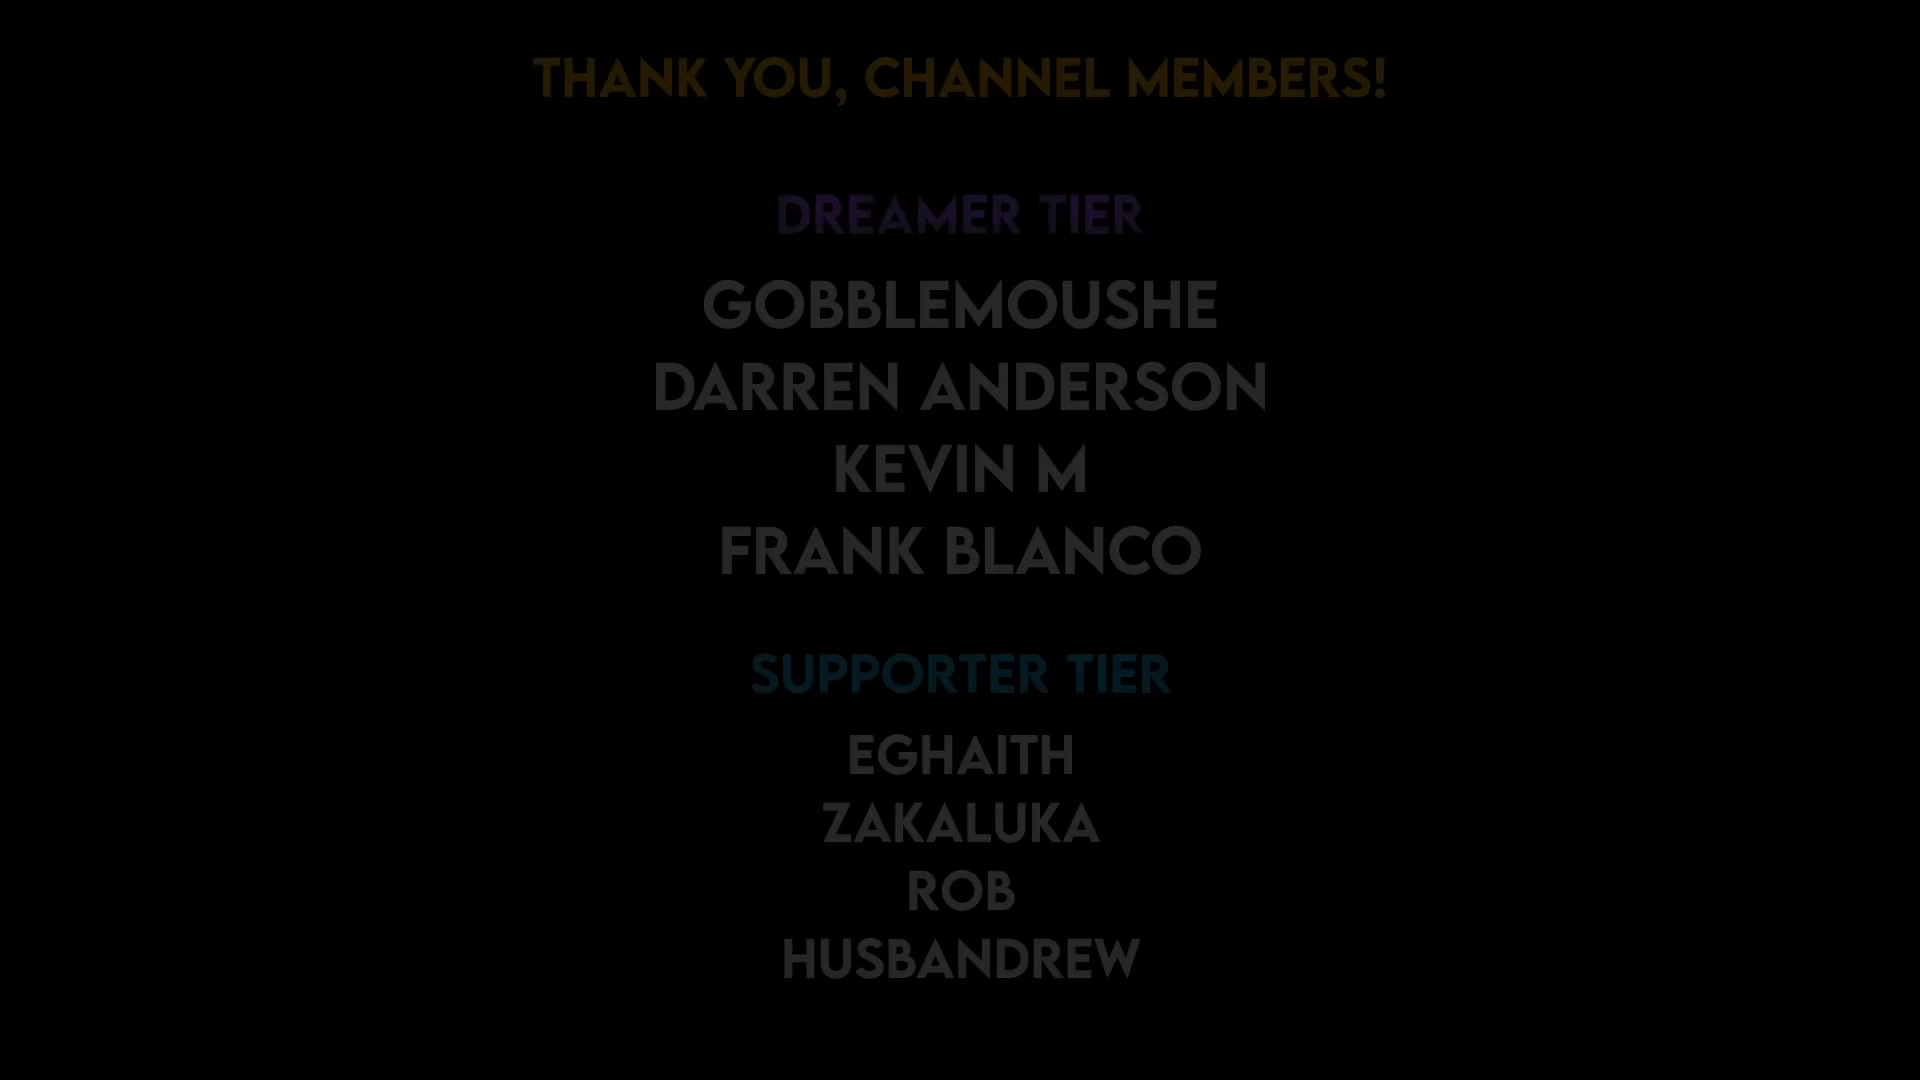 THANK YOU, CHANNEL MEMBERS!
DREAMER TIER
GOBBLEMOUSHE
DARREN ANDERSON
KEVIN M
FRANK BLANCO
SUPPORTER TIER
EGHAITH
ZAKALUKA
ROB
HUSBANDREW